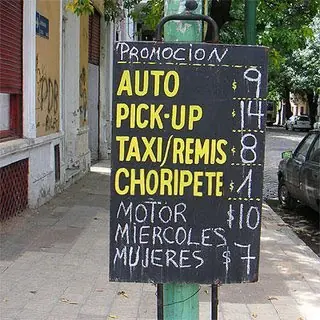 PROMOCION
AUTO $9
PICK-UP $14
TAXI/REMIS $8
CHORIPETE $1
MOTOR $10
MIERCOLES
MUJERES $7